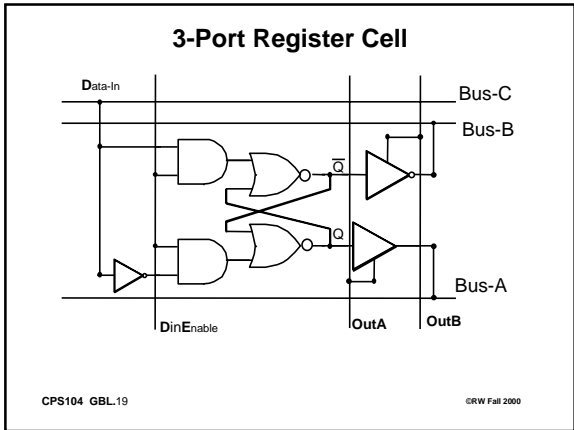 3-Port Register Cell
Data-In
Bus-C
Bus-B
Q
Q
Bus-A
DinEnable
OutA
OutB
CPS104 GBL.19
©RW Fall 2000